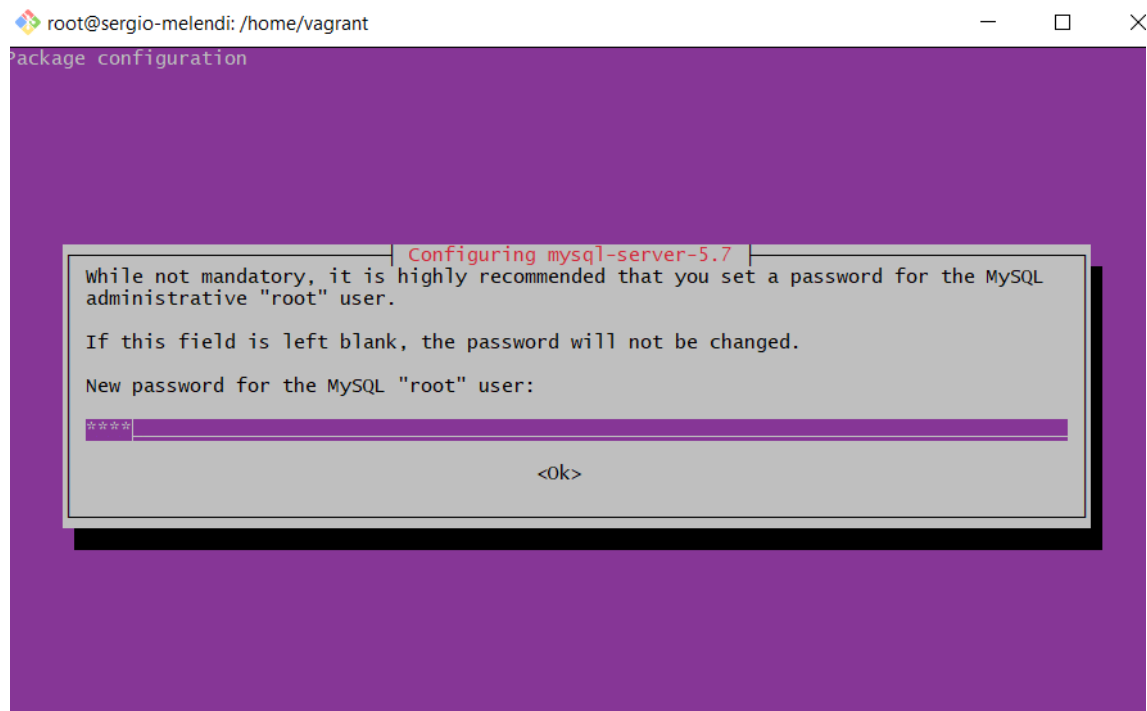 root@sergio-melendi: /home/vagrant
Package configuration
Configuring mysql-server-5.7
While not mandatory, it is highly recommended that you set a password for the MySQL
administrative "root" user.
If this field is left blank, the password will not be changed.
New password for the MySQL "root" user:
****
<Ok>